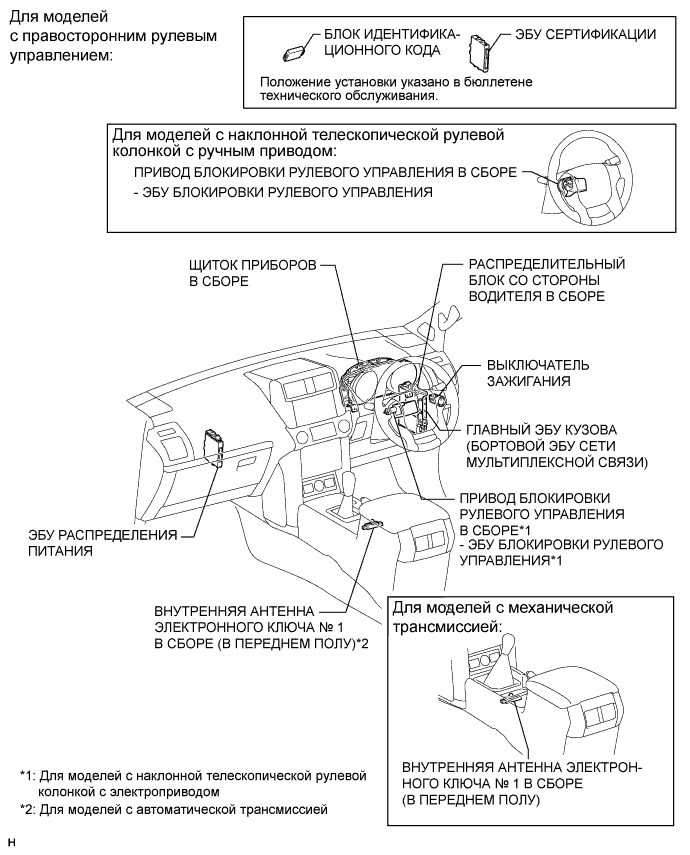 Для моделей
с правосторонним рулевым
управлением:
БЛОК ИДЕНТИФИКА-
ЦИОННОГО КОДА
ЭБУ СЕРТИФИКАЦИИ
Положение установки указано в бюллетене
технического обслуживания.
Для моделей с наклонной телескопической рулевой
колонкой с ручным приводом:
ПРИВОД БЛОКИРОВКИ РУЛЕВОГО УПРАВЛЕНИЯ В СБОРЕ
- ЭБУ БЛОКИРОВКИ РУЛЕВОГО УПРАВЛЕНИЯ
ЩИТОК ПРИБОРОВ
В СБОРЕ
РАСПРЕДЕЛИТЕЛЬНЫЙ
БЛОК СО СТОРОНЫ
ВОДИТЕЛЯ В СБОРЕ
ВЫКЛЮЧАТЕЛЬ
ЗАЖИГАНИЯ
ГЛАВНЫЙ ЭБУ КУЗОВА
(БОРТОВОЙ ЭБУ СЕТИ
МУЛЬТИПЛЕКСНОЙ СВЯЗИ)
ПРИВОД БЛОКИРОВКИ
РУЛЕВОГО УПРАВЛЕНИЯ
В СБОРЕ*1
- ЭБУ БЛОКИРОВКИ РУЛЕВОГО
УПРАВЛЕНИЯ*1
ЭБУ РАСПРЕДЕЛЕНИЯ
ПИТАНИЯ
ВНУТРЕННЯЯ АНТЕННА
ЭЛЕКТРОННОГО КЛЮЧА № 1
В СБОРЕ (В ПЕРЕДНЕМ ПОЛУ)*2
Для моделей с механической
трансмиссией:
ВНУТРЕННЯЯ АНТЕННА ЭЛЕКТРОН-
НОГО КЛЮЧА № 1 В СБОРЕ
(В ПЕРЕДНЕМ ПОЛУ)
*1: Для моделей с наклонной телескопической рулевой
колонкой с электроприводом
*2: Для моделей с автоматической трансмиссией
Н